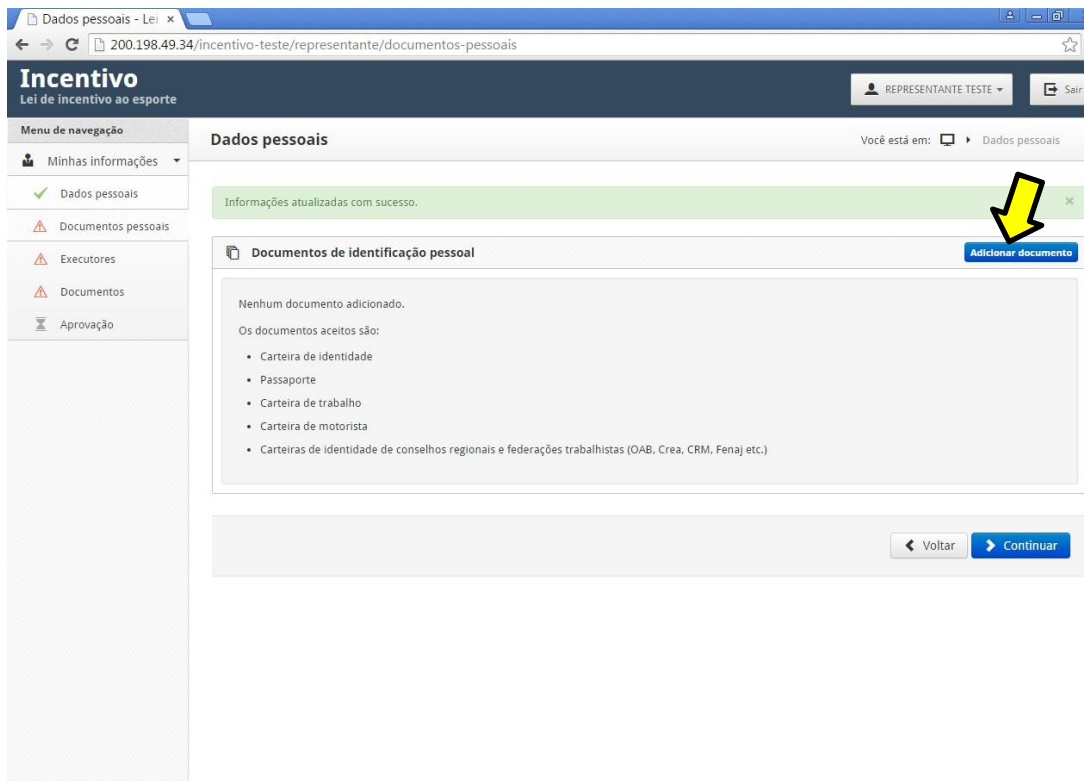 Dados pessoais - Lei
200.198.49.34/incentivo-teste/representante/documentos-pessoais
Incentivo
Lei de incentivo ao esporte
REPRESENTANTE TESTE
Sair
Menu de navegação
Minhas informações
Dados pessoais
Documentos pessoais
Executores
Documentos
Aprovação
Dados pessoais
Você está em: Dados pessoais
Informações atualizadas com sucesso.
Documentos de identificação pessoal
Adicionar documento
Nenhum documento adicionado.
Os documentos aceitos são:
• Carteira de identidade
• Passaporte
• Carteira de trabalho
• Carteira de motorista
• Carteiras de identidade de conselhos regionais e federações trabalhistas (OAB, Crea, CRM, Fenaj etc.)
Voltar
Continuar